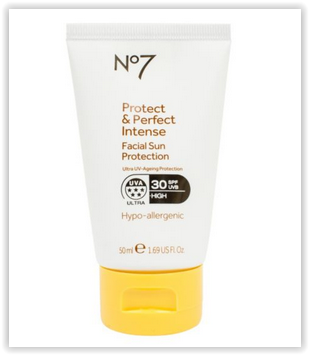 No7
Protect
& Perfect
Intense
Facial Sun
Protection
Ultra UV-Ageing Protection
UVA
ULTRA
30 SPF UVB
HIGH
Hypo-allergenic
50ml e 1.69 US Fl. Oz.